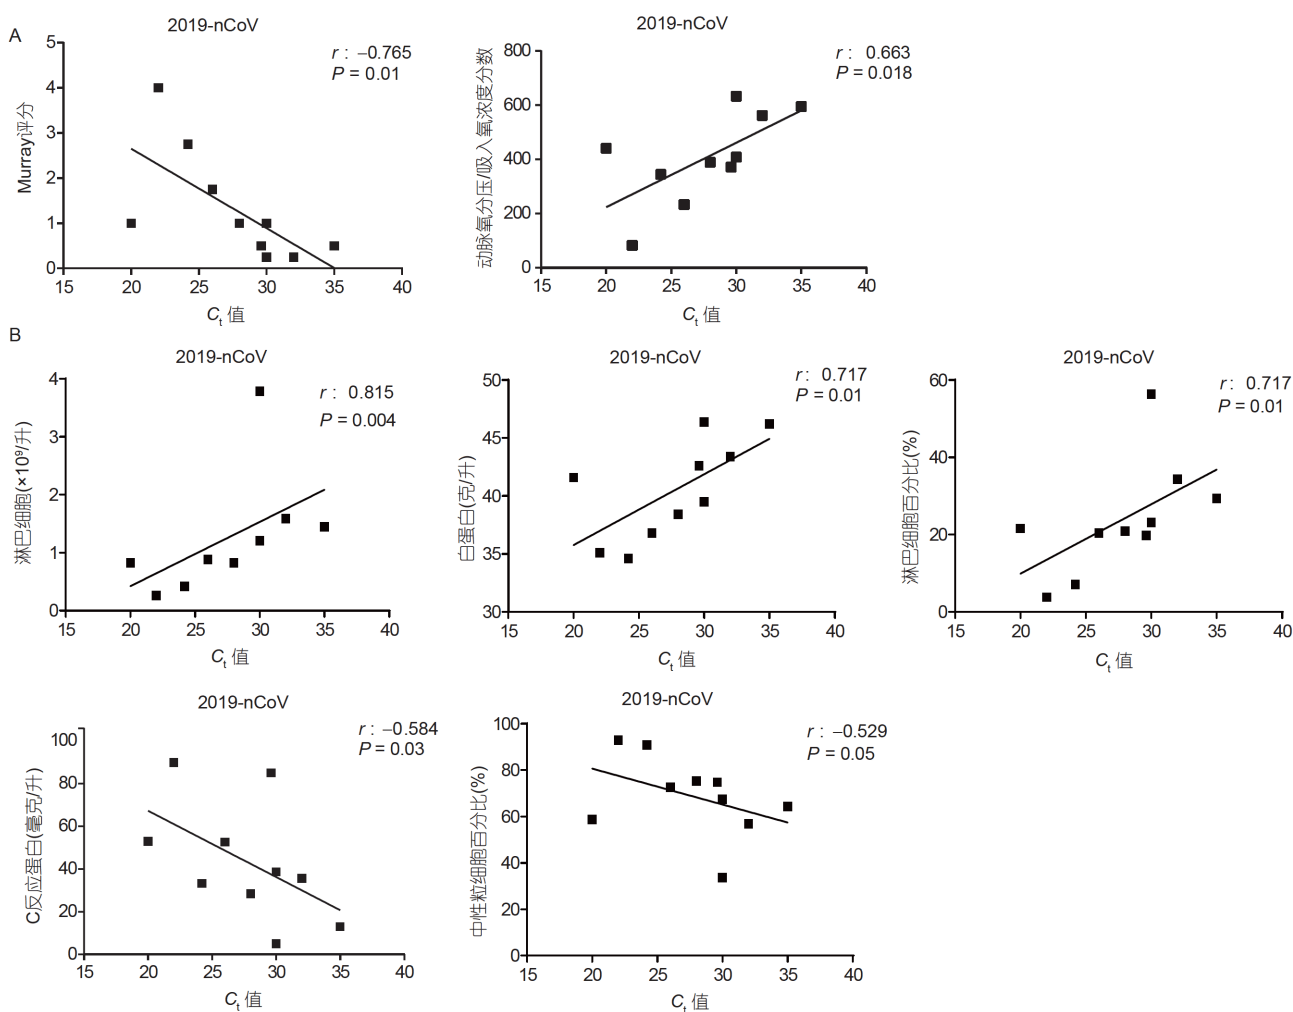 A
2019-nCoV
r : −0.765
P = 0.01
Murray评分
5
4
3
2
1
0
15 20 25 30 35 40
Ct 值
2019-nCoV
r : 0.663
P = 0.018
动脉氧分压/吸入氧浓度分数
800
600
400
200
0
15 20 25 30 35 40
Ct 值
B
2019-nCoV
r : 0.815
P = 0.004
淋巴细胞(×10⁹/升)
4
3
2
1
0
15 20 25 30 35 40
Ct 值
2019-nCoV
r : 0.717
P = 0.01
白蛋白(克/升)
50
45
40
35
30
15 20 25 30 35 40
Ct 值
2019-nCoV
r : 0.717
P = 0.01
淋巴细胞百分比(%)
60
40
20
0
15 20 25 30 35 40
Ct 值
2019-nCoV
r : −0.584
P = 0.03
C反应蛋白(毫克/升)
100
80
60
40
20
0
15 20 25 30 35 40
Ct 值
2019-nCoV
r : −0.529
P = 0.05
中性粒细胞百分比(%)
100
80
60
40
20
0
15 20 25 30 35 40
Ct 值